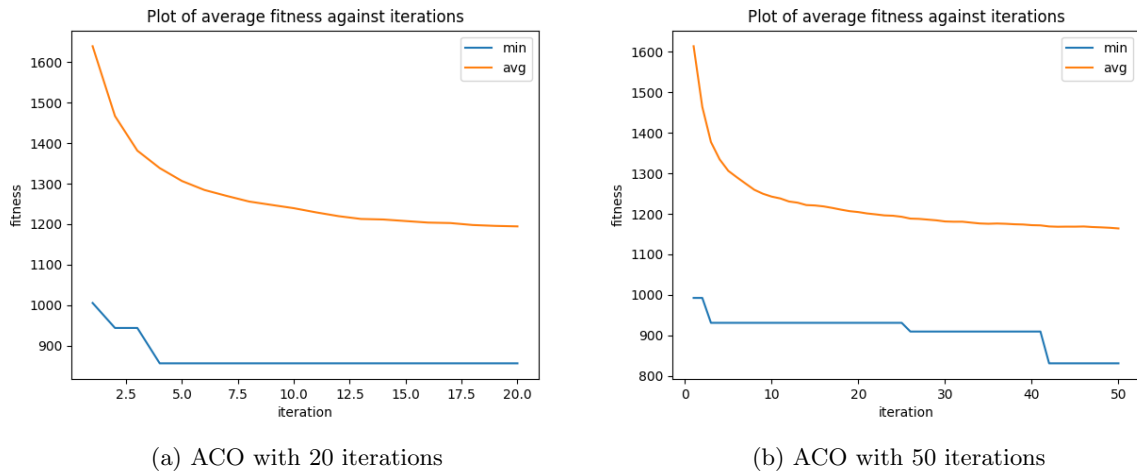 Plot of average fitness against iterations
min
avg
1600
1500
1400
1300
1200
1100
1000
900
fitness
2.5
5.0
7.5
10.0
12.5
15.0
17.5
20.0
iteration
(a) ACO with 20 iterations
Plot of average fitness against iterations
min
avg
1600
1500
1400
1300
1200
1100
1000
900
800
fitness
0
10
20
30
40
50
iteration
(b) ACO with 50 iterations